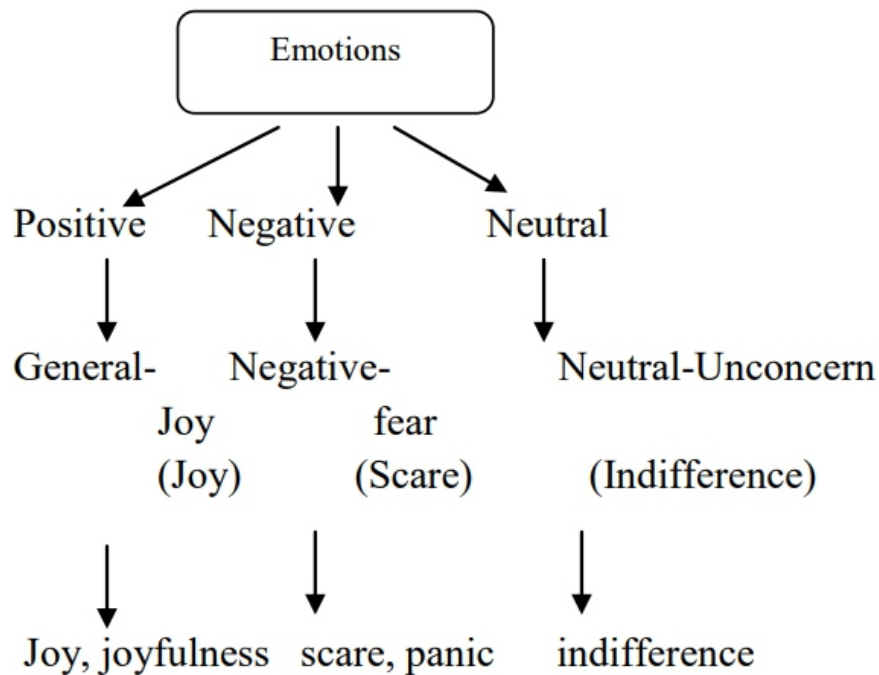 Emotions
Positive Negative Neutral
General- Negative- Neutral-Unconcern
Joy fear
(Joy) (Scare) (Indifference)
Joy, joyfulness scare, panic indifference